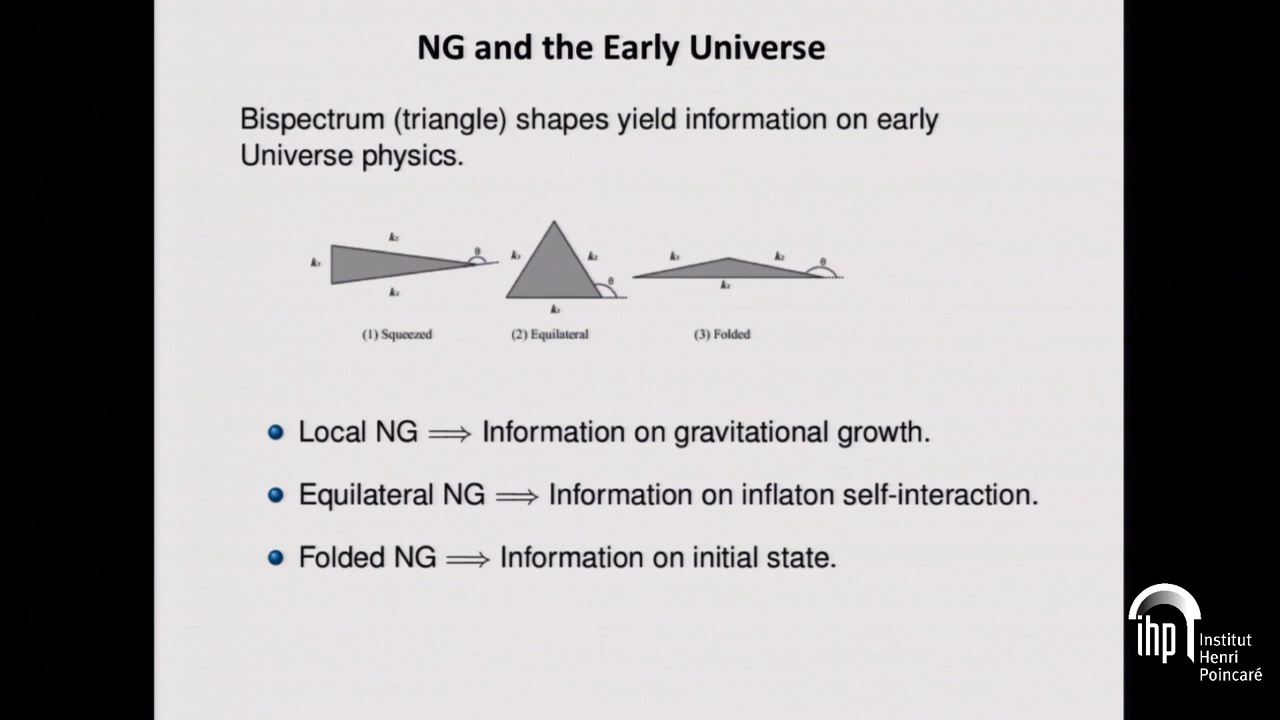 NG and the Early Universe
Bispectrum (triangle) shapes yield information on early
Universe physics.
θ
θ
θ
(1) Squeezed
(2) Equilateral
(3) Folded
Local NG ⟹ Information on gravitational growth.
Equilateral NG ⟹ Information on inflaton self-interaction.
Folded NG ⟹ Information on initial state.
ihp
Institut
Henri
Poincaré